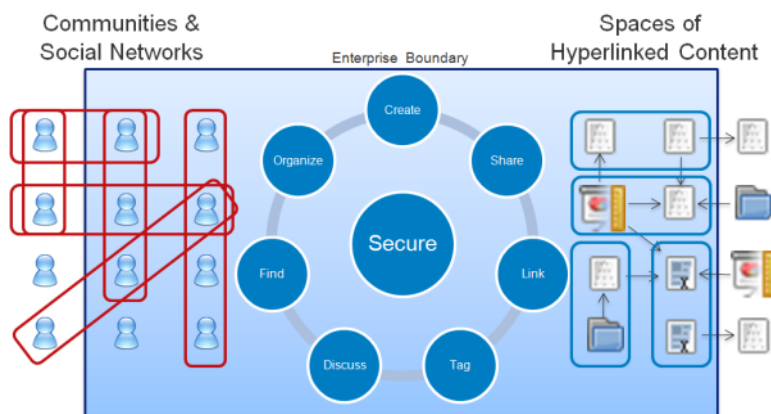 Communities &
Social Networks
Spaces of
Hyperlinked Content
Enterprise Boundary
Create
Organize
Share
Secure
Find
Link
Discuss
Tag